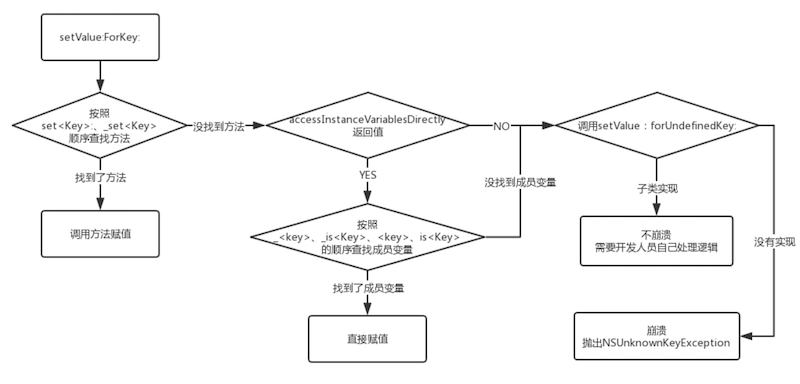 setValue:ForKey:
按照
set<Key>:、_set<Key>
顺序查找方法
没找到方法
accessInstanceVariablesDirectly
返回值
NO
调用setValue：forUndefinedKey:
找到了方法
YES
没找到成员变量
子类实现
调用方法赋值
按照
_<key>、_is<Key>、<key>、is<Key>
的顺序查找成员变量
不崩溃
需要开发人员自己处理逻辑
没有实现
找到了成员变量
直接赋值
崩溃
抛出NSUnknownKeyException